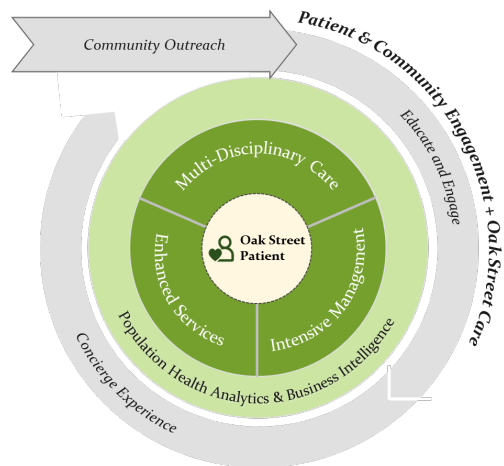 Community Outreach
Patient & Community Engagement + Oak Street Care
Educate and Engage
Multi-Disciplinary Care
Oak Street
Patient
Enhanced Services
Intensive Management
Population Health Analytics & Business Intelligence
Concierge Experience